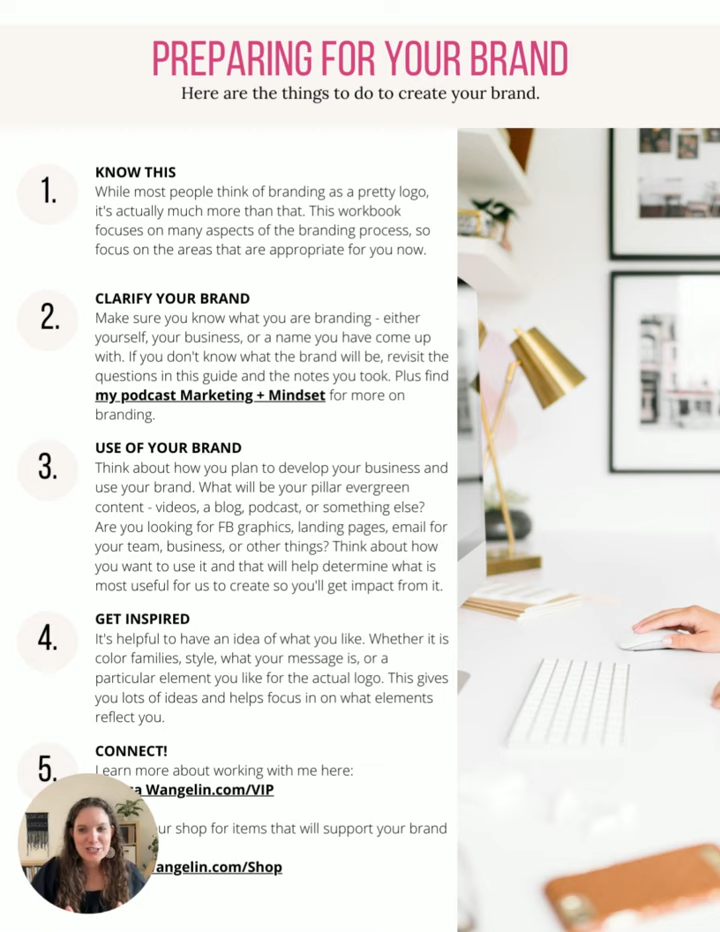 PREPARING FOR YOUR BRAND
Here are the things to do to create your brand.
1.
KNOW THIS
While most people think of branding as a pretty logo,
it's actually much more than that. This workbook
focuses on many aspects of the branding process, so
focus on the areas that are appropriate for you now.
2.
CLARIFY YOUR BRAND
Make sure you know what you are branding - either
yourself, your business, or a name you have come up
with. If you don't know what the brand will be, revisit the
questions in this guide and the notes you took. Plus find
my podcast Marketing + Mindset for more on
branding.
3.
USE OF YOUR BRAND
Think about how you plan to develop your business and
use your brand. What will be your pillar evergreen
content - videos, a blog, podcast, or something else?
Are you looking for FB graphics, landing pages, email for
your team, business, or other things? Think about how
you want to use it and that will help determine what is
most useful for us to create so you'll get impact from it.
4.
GET INSPIRED
It's helpful to have an idea of what you like. Whether it is
color families, style, what your message is, or a
particular element you like for the actual logo. This gives
you lots of ideas and helps focus in on what elements
reflect you.
5.
CONNECT!
Learn more about working with me here:
Wangelin.com/VIP
shop for items that will support your brand
angelin.com/Shop